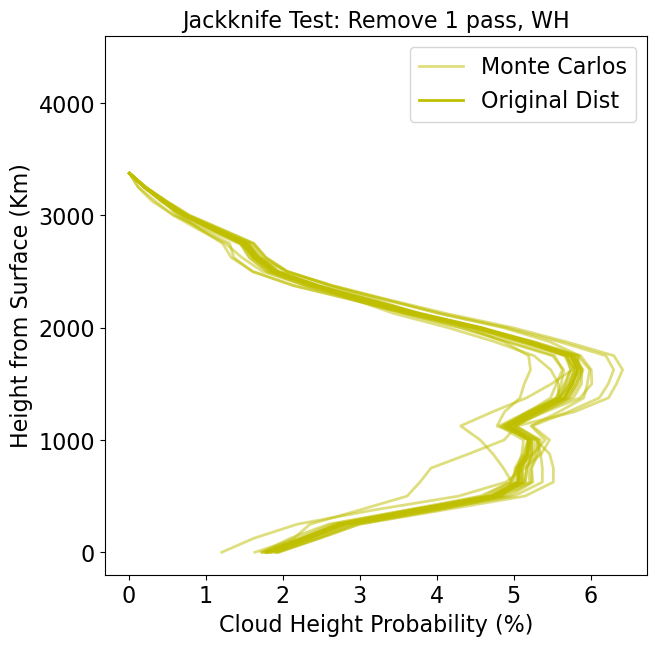 Jackknife Test: Remove 1 pass, WH
Monte Carlos
Original Dist
4000
3000
2000
1000
0
Height from Surface (Km)
0 1 2 3 4 5 6
Cloud Height Probability (%)